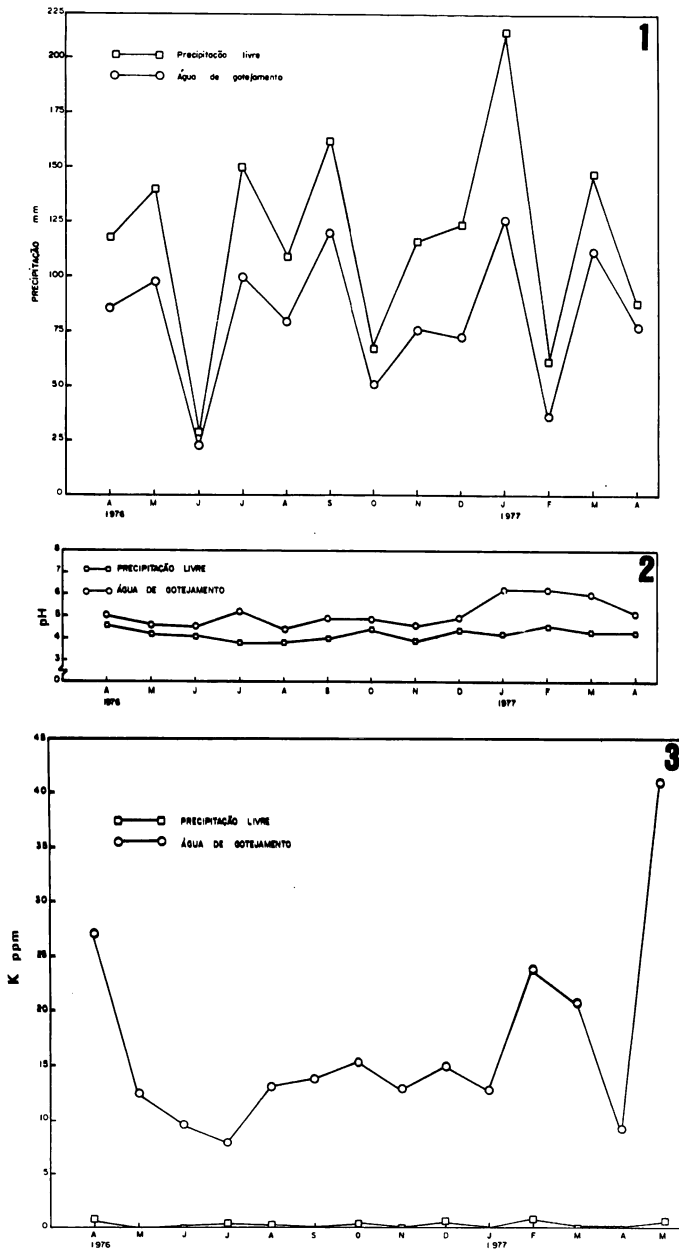 1
225
200
175
150
125
100
75
50
25
0
PRECIPITAÇÃO mm
Precipitação livre
Água de gotejamento
A M J J A S O N D J F M A
1976 1977
2
8
7
6
5
4
3
0
pH
PRECIPITAÇÃO LIVRE
ÁGUA DE GOTEJAMENTO
A M J J A S O N D J F M A
1976 1977
3
45
40
35
30
25
20
15
10
5
0
K ppm
PRECIPITAÇÃO LIVRE
ÁGUA DE GOTEJAMENTO
A M J J A S O N D J F M A M
1976 1977